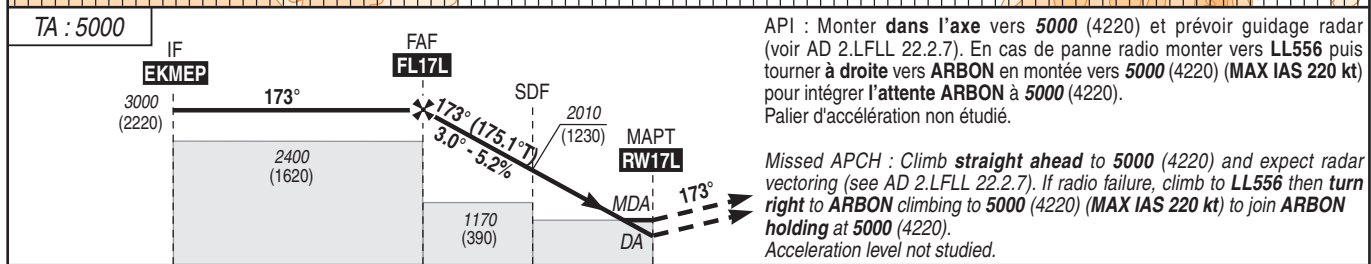 TA : 5000
IF
EKMEP
FAF
FL17L
SDF
MAPT
RW17L
3000
(2220)
173°
173° (175.1°T)
3.0° - 5.2%
2010
(1230)
2400
(1620)
1170
(390)
MDA
DA
173°
API : Monter dans l'axe vers 5000 (4220) et prévoir guidage radar
(voir AD 2.LFLL 22.2.7). En cas de panne radio monter vers LL556 puis
tourner à droite vers ARBON en montée vers 5000 (4220) (MAX IAS 220 kt)
pour intégrer l'attente ARBON à 5000 (4220).
Palier d'accélération non étudié.
Missed APCH : Climb straight ahead to 5000 (4220) and expect radar
vectoring (see AD 2.LFLL 22.2.7). If radio failure, climb to LL556 then turn
right to ARBON climbing to 5000 (4220) (MAX IAS 220 kt) to join ARBON
holding at 5000 (4220).
Acceleration level not studied.